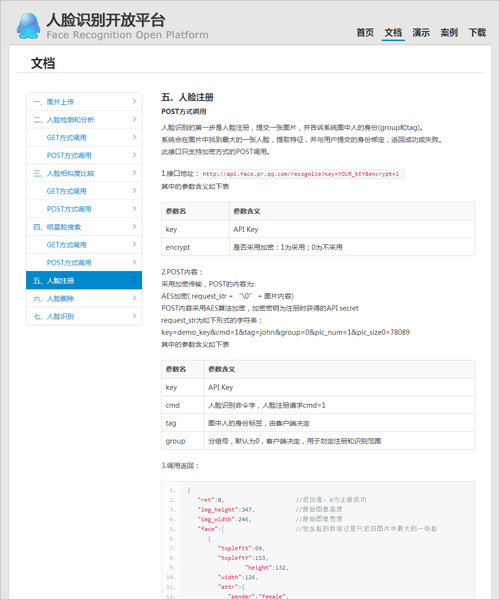 人脸识别开放平台
Face Recognition Open Platform
首页 文档 演示 案例 下载
文档
一、图片上传
二、人脸检测和分析
GET方式调用
POST方式调用
三、人脸相似度比较
GET方式调用
POST方式调用
四、明星脸搜索
GET方式调用
POST方式调用
五、人脸注册
六、人脸删除
七、人脸识别
五、人脸注册
POST方式调用
人脸识别的第一步是人脸注册，提交一张图片，并告诉系统图中人的身份(group和tag)。
系统会在图片中找到最大的一张人脸，提取特征，并与用户提交的身份绑定，返回成功或失败。
此接口只支持加密方式的POST调用。
1.接口地址：http://api.face.pr.qq.com/recognize?key=YOUR_KEY&encrypt=1
其中的参数含义如下表
参数名 参数含义
key API Key
encrypt 是否采用加密；1为采用；0为不采用
2.POST内容：
采用加密传输，POST的内容为:
AES加密( request_str + "\0" + 图片内容)
POST内容采用AES算法加密，加密密钥为注册时获得的API secret
request_str为如下形式的字符串：
key=demo_key&cmd=1&tag=john&group=0&pic_num=1&pic_size0=78089
其中的参数含义如下表
参数名 参数含义
key API Key
cmd 人脸识别命令字，人脸注册请求cmd=1
tag 图中人的身份标签，由客户端决定
group 分组号，默认为0，客户端决定，用于划定注册和识别范围
3.调用返回：
1. {
2. "ret":0, //返回值，0为注册成功
3. "img_height":347, //原始图象高度
4. "img_width":246, //原始图象宽度
5. "face":[ //包含脸的数组这里只返回图片中最大的一张脸
6. {
7. "topleftX":69,
8. "topleftY":153,
9. "height":132,
10. "width":126,
11. "attr":{
12. "gender":"female",